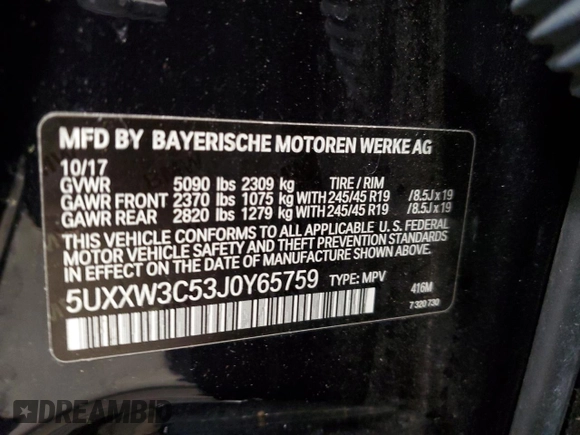 MFD BY BAYERISCHE MOTOREN WERKE AG
10/17
GVWR 5090 lbs 2309 kg TIRE / RIM
GAWR FRONT 2370 lbs 1075 kg WITH 245/45 R19 /8.5J x 19
GAWR REAR 2820 lbs 1279 kg WITH 245/45 R19 /8.5J x 19
THIS VEHICLE CONFORMS TO ALL APPLICABLE U. S. FEDERAL
MOTOR VEHICLE SAFETY AND THEFT PREVENTION STANDARDS
IN EFFECT ON THE DATE OF MANUFACTURE SHOWN ABOVE.
5UXXW3C53J0Y65759 TYPE: MPV 416M
7 320 730
DREAMBID